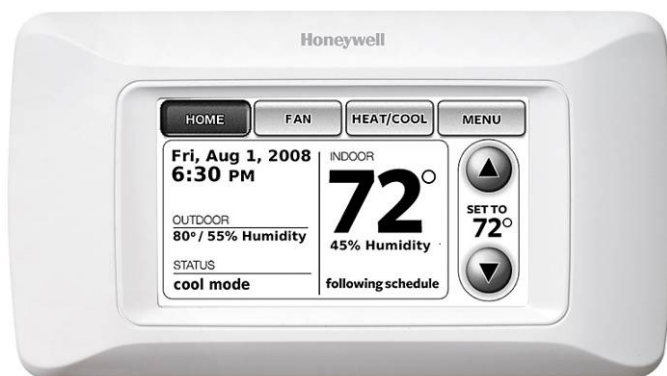 Honeywell
HOME
FAN
HEAT/COOL
MENU
Fri, Aug 1, 2008
6:30 PM
OUTDOOR
80°/ 55% Humidity
STATUS
cool mode
INDOOR
72°
45% Humidity
following schedule
SET TO
72°